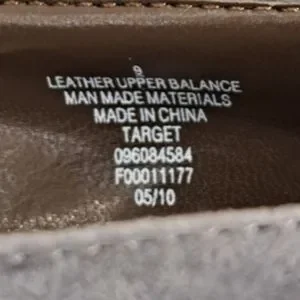 9
LEATHER UPPER BALANCE
MAN MADE MATERIALS
MADE IN CHINA
TARGET
096084584
F00011177
05/10